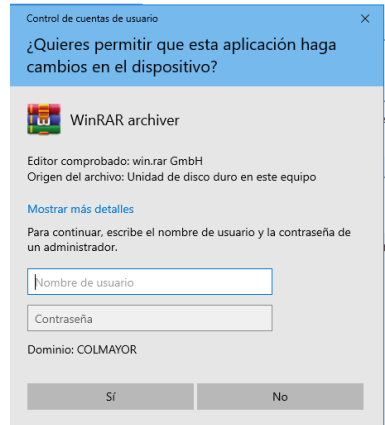 Control de cuentas de usuario
¿Quieres permitir que esta aplicación haga
cambios en el dispositivo?
WinRAR archiver
Editor comprobado: win.rar GmbH
Origen del archivo: Unidad de disco duro en este equipo
Mostrar más detalles
Para continuar, escribe el nombre de usuario y la contraseña de
un administrador.
Nombre de usuario
Contraseña
Dominio: COLMAYOR
Sí No